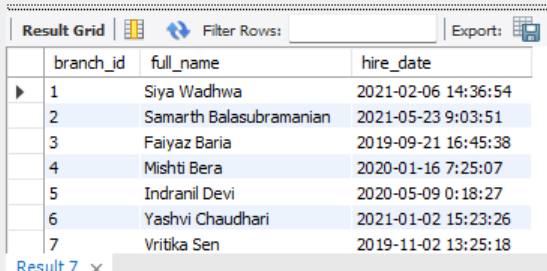 Result Grid Filter Rows: Export:
branch_id full_name hire_date
1 Siya Wadhwa 2021-02-06 14:36:54
2 Samarth Balasubramanian 2021-05-23 9:03:51
3 Faiyaz Baria 2019-09-21 16:45:38
4 Mishti Bera 2020-01-16 7:25:07
5 Indranil Devi 2020-05-09 0:18:27
6 Yashvi Chaudhari 2021-01-02 15:23:26
7 Vritika Sen 2019-11-02 13:25:18
Result 7 ×